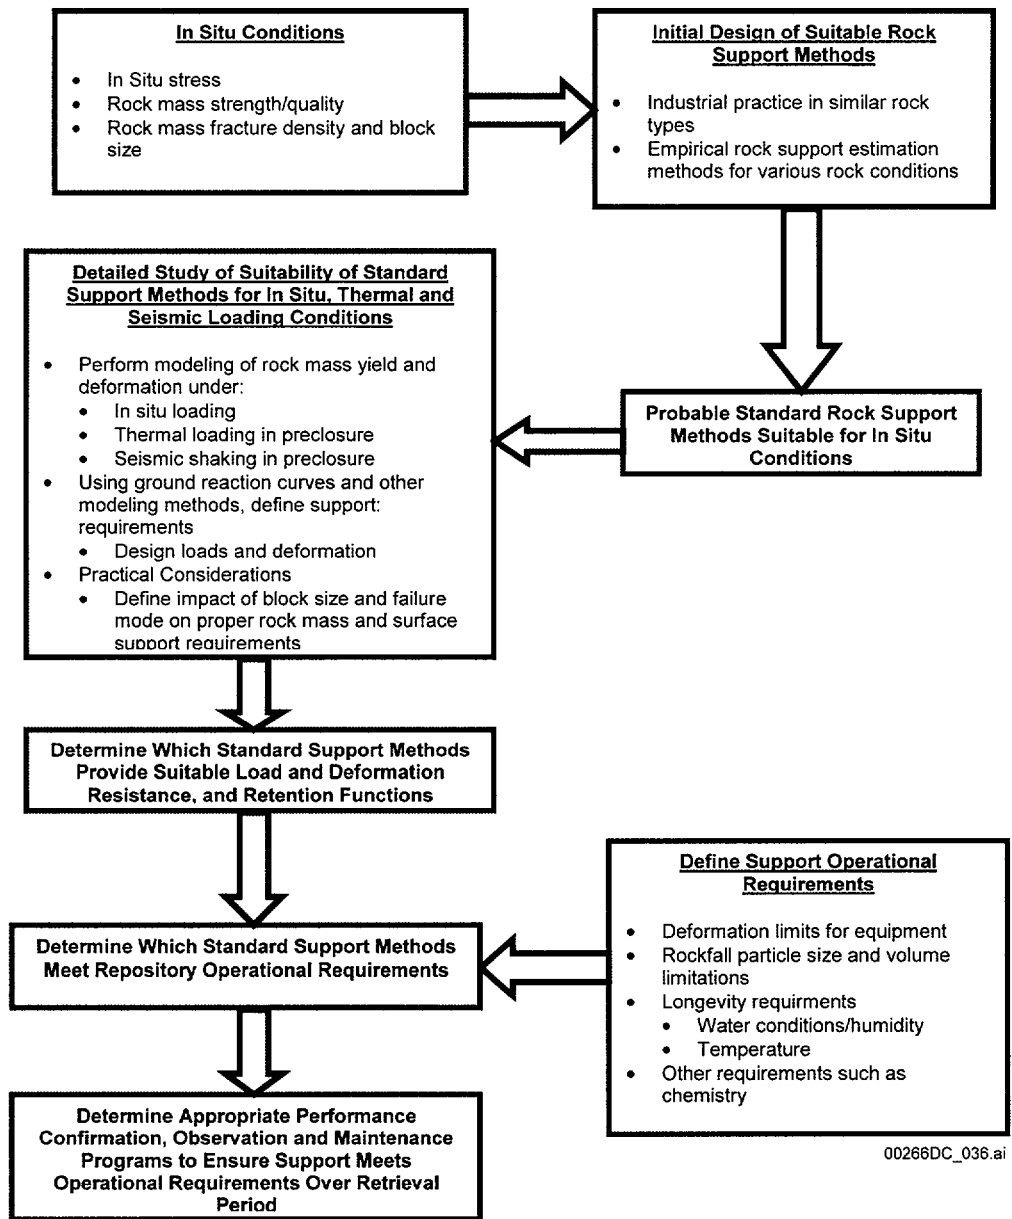 In Situ Conditions
• In Situ stress
• Rock mass strength/quality
• Rock mass fracture density and block
size
Initial Design of Suitable Rock
Support Methods
• Industrial practice in similar rock
types
• Empirical rock support estimation
methods for various rock conditions
Probable Standard Rock Support
Methods Suitable for In Situ
Conditions
Detailed Study of Suitability of Standard
Support Methods for In Situ, Thermal and
Seismic Loading Conditions
• Perform modeling of rock mass yield and
deformation under:
• In situ loading
• Thermal loading in preclosure
• Seismic shaking in preclosure
• Using ground reaction curves and other
modeling methods, define support:
requirements
• Design loads and deformation
• Practical Considerations
• Define impact of block size and failure
mode on proper rock mass and surface
support requirements
Determine Which Standard Support Methods
Provide Suitable Load and Deformation
Resistance, and Retention Functions
Determine Which Standard Support Methods
Meet Repository Operational Requirements
Define Support Operational
Requirements
• Deformation limits for equipment
• Rockfall particle size and volume
limitations
• Longevity requirments
• Water conditions/humidity
• Temperature
• Other requirements such as
chemistry
Determine Appropriate Performance
Confirmation, Observation and Maintenance
Programs to Ensure Support Meets
Operational Requirements Over Retrieval
Period
00266DC_036.ai